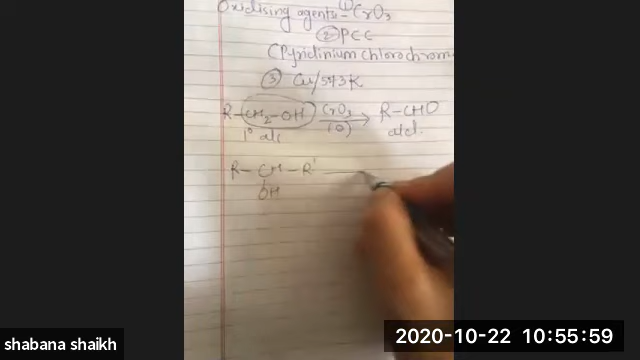 Oxidising agents - ① CrO3
② PCC
(Pyridinium chlorochromi
③ Cu/573K
R-CH2-OH CrO3 R-CHO
(O)
1° alc ald.
R-CH-R'
OH
shabana shaikh
2020-10-22 10:55:59